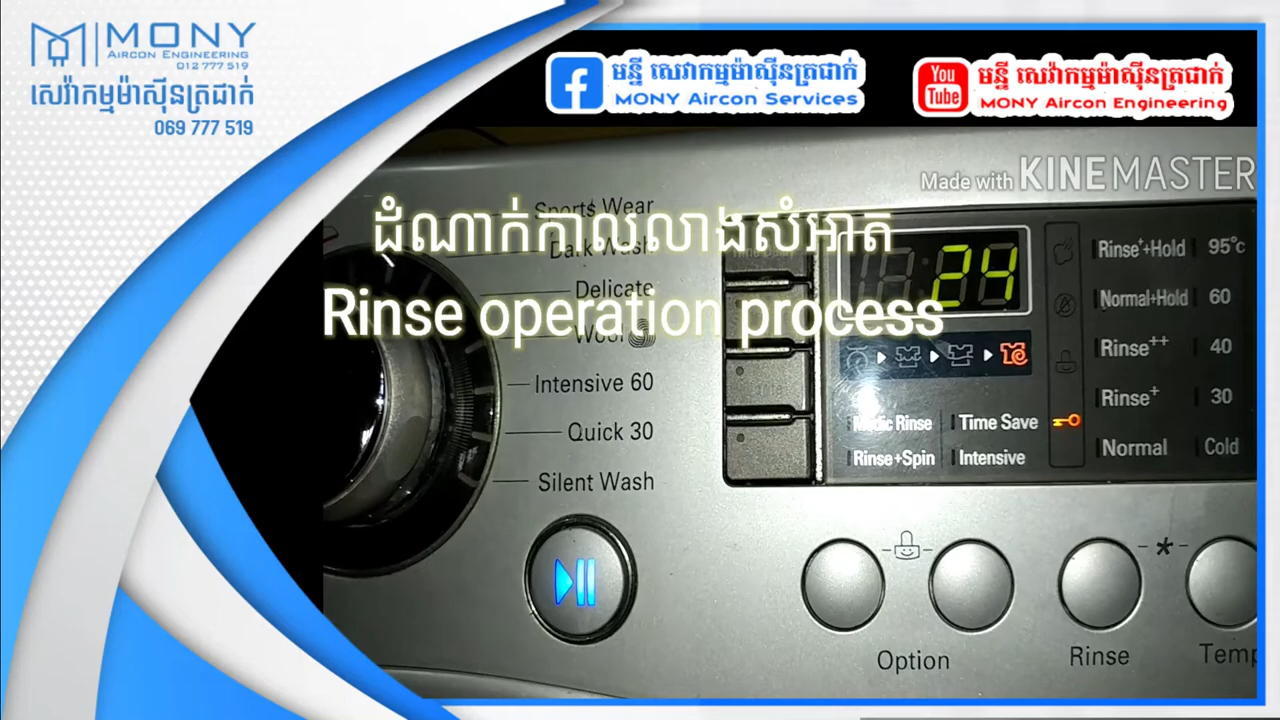 MONY
AIRCON ENGINEERING
012 777 519
សេវ៉ាកម្មម៉ាស៊ីនត្រជាក់
069 777 519
មន្នី សេវាកម្មម៉ាស៊ីនត្រជាក់
MONY Aircon Services
You
Tube
មន្នី សេវ៉ាកម្មម៉ាស៊ីនត្រជាក់
MONY Aircon Engineering
Made with KINEMASTER
ដំណាក់កាលលាងសំអាត
Rinse operation process
Sports Wear
Dark Wash
Delicate
Wool
Intensive 60
Quick 30
Silent Wash
24
Medic Rinse
Time Save
Rinse+Spin
Intensive
Rinse++Hold
95°c
Normal+Hold
60
Rinse++
40
Rinse+
30
Normal
Cold
Option
Rinse
Temp